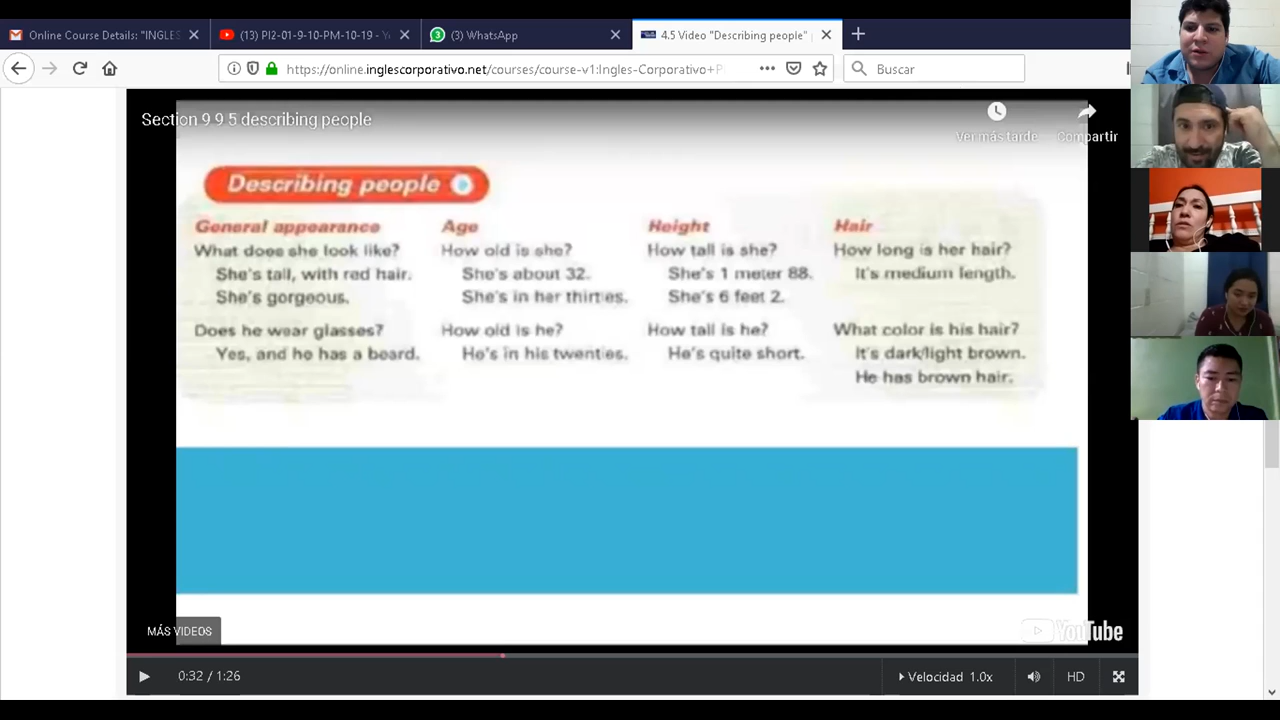 Online Course Details: "INGLES
(13) PI2-01-9-10-PM-10-19 - Y
(3) WhatsApp
4.5 Video "Describing people"
https://online.inglescorporativo.net/courses/course-v1:Ingles-Corporativo+P
Buscar
Section 9 9 5 describing people
Ver más tarde
Compartir
Describing people
General appearance
What does she look like?
She's tall, with red hair.
She's gorgeous.
Does he wear glasses?
Yes, and he has a beard.
Age
How old is she?
She's about 32.
She's in her thirties.
How old is he?
He's in his twenties.
Height
How tall is she?
She's 1 meter 88.
She's 6 feet 2.
How tall is he?
He's quite short.
Hair
How long is her hair?
It's medium length.
What color is his hair?
It's dark/light brown.
He has brown hair.
MÁS VIDEOS
YouTube
0:32 / 1:26
Velocidad 1.0x
HD